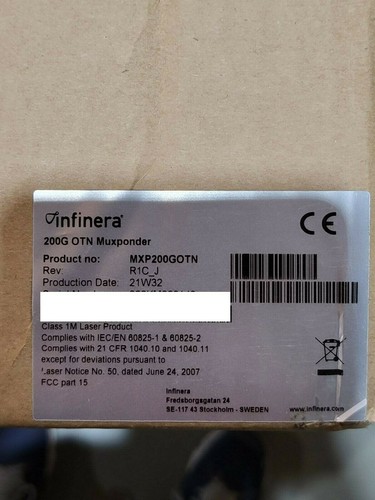 infinera
CE
200G OTN Muxponder
Product no: MXP200GOTN
Rev: R1C_J
Production Date: 21W32
Class 1M Laser Product
Complies with IEC/EN 60825-1 & 60825-2
Complies with 21 CFR 1040.10 and 1040.11
except for deviations pursuant to
Laser Notice No. 50, dated June 24, 2007
FCC part 15
Infinera
Fredsborgsgatan 24
SE-117 43 Stockholm - SWEDEN
www.infinera.com